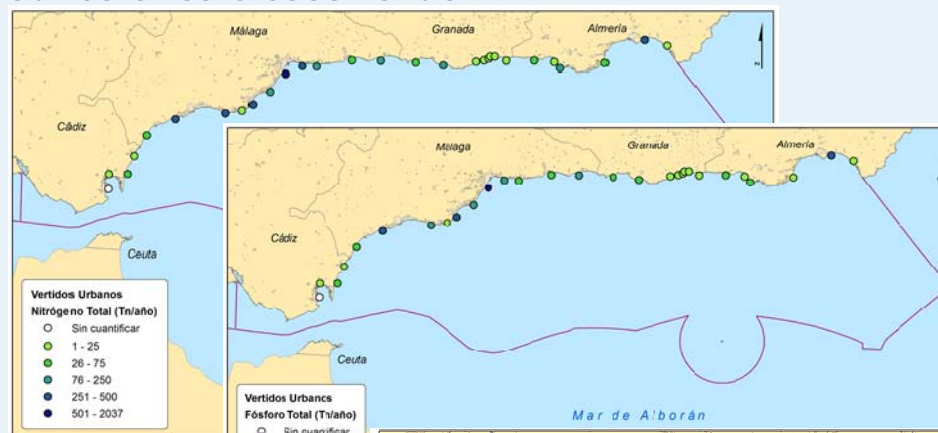 Málaga
Granada
Almería
Cádiz
Ceuta
Vertidos Urbanos
Nitrógeno Total (Tn/año)
Sin cuantificar
1 - 25
26 - 75
76 - 250
251 - 500
501 - 2037
Málaga
Granada
Almería
Cádiz
Ceuta
Mar de Alborán
Vertidos Urbanos
Fósforo Total (Tn/año)
Sin cuantificar